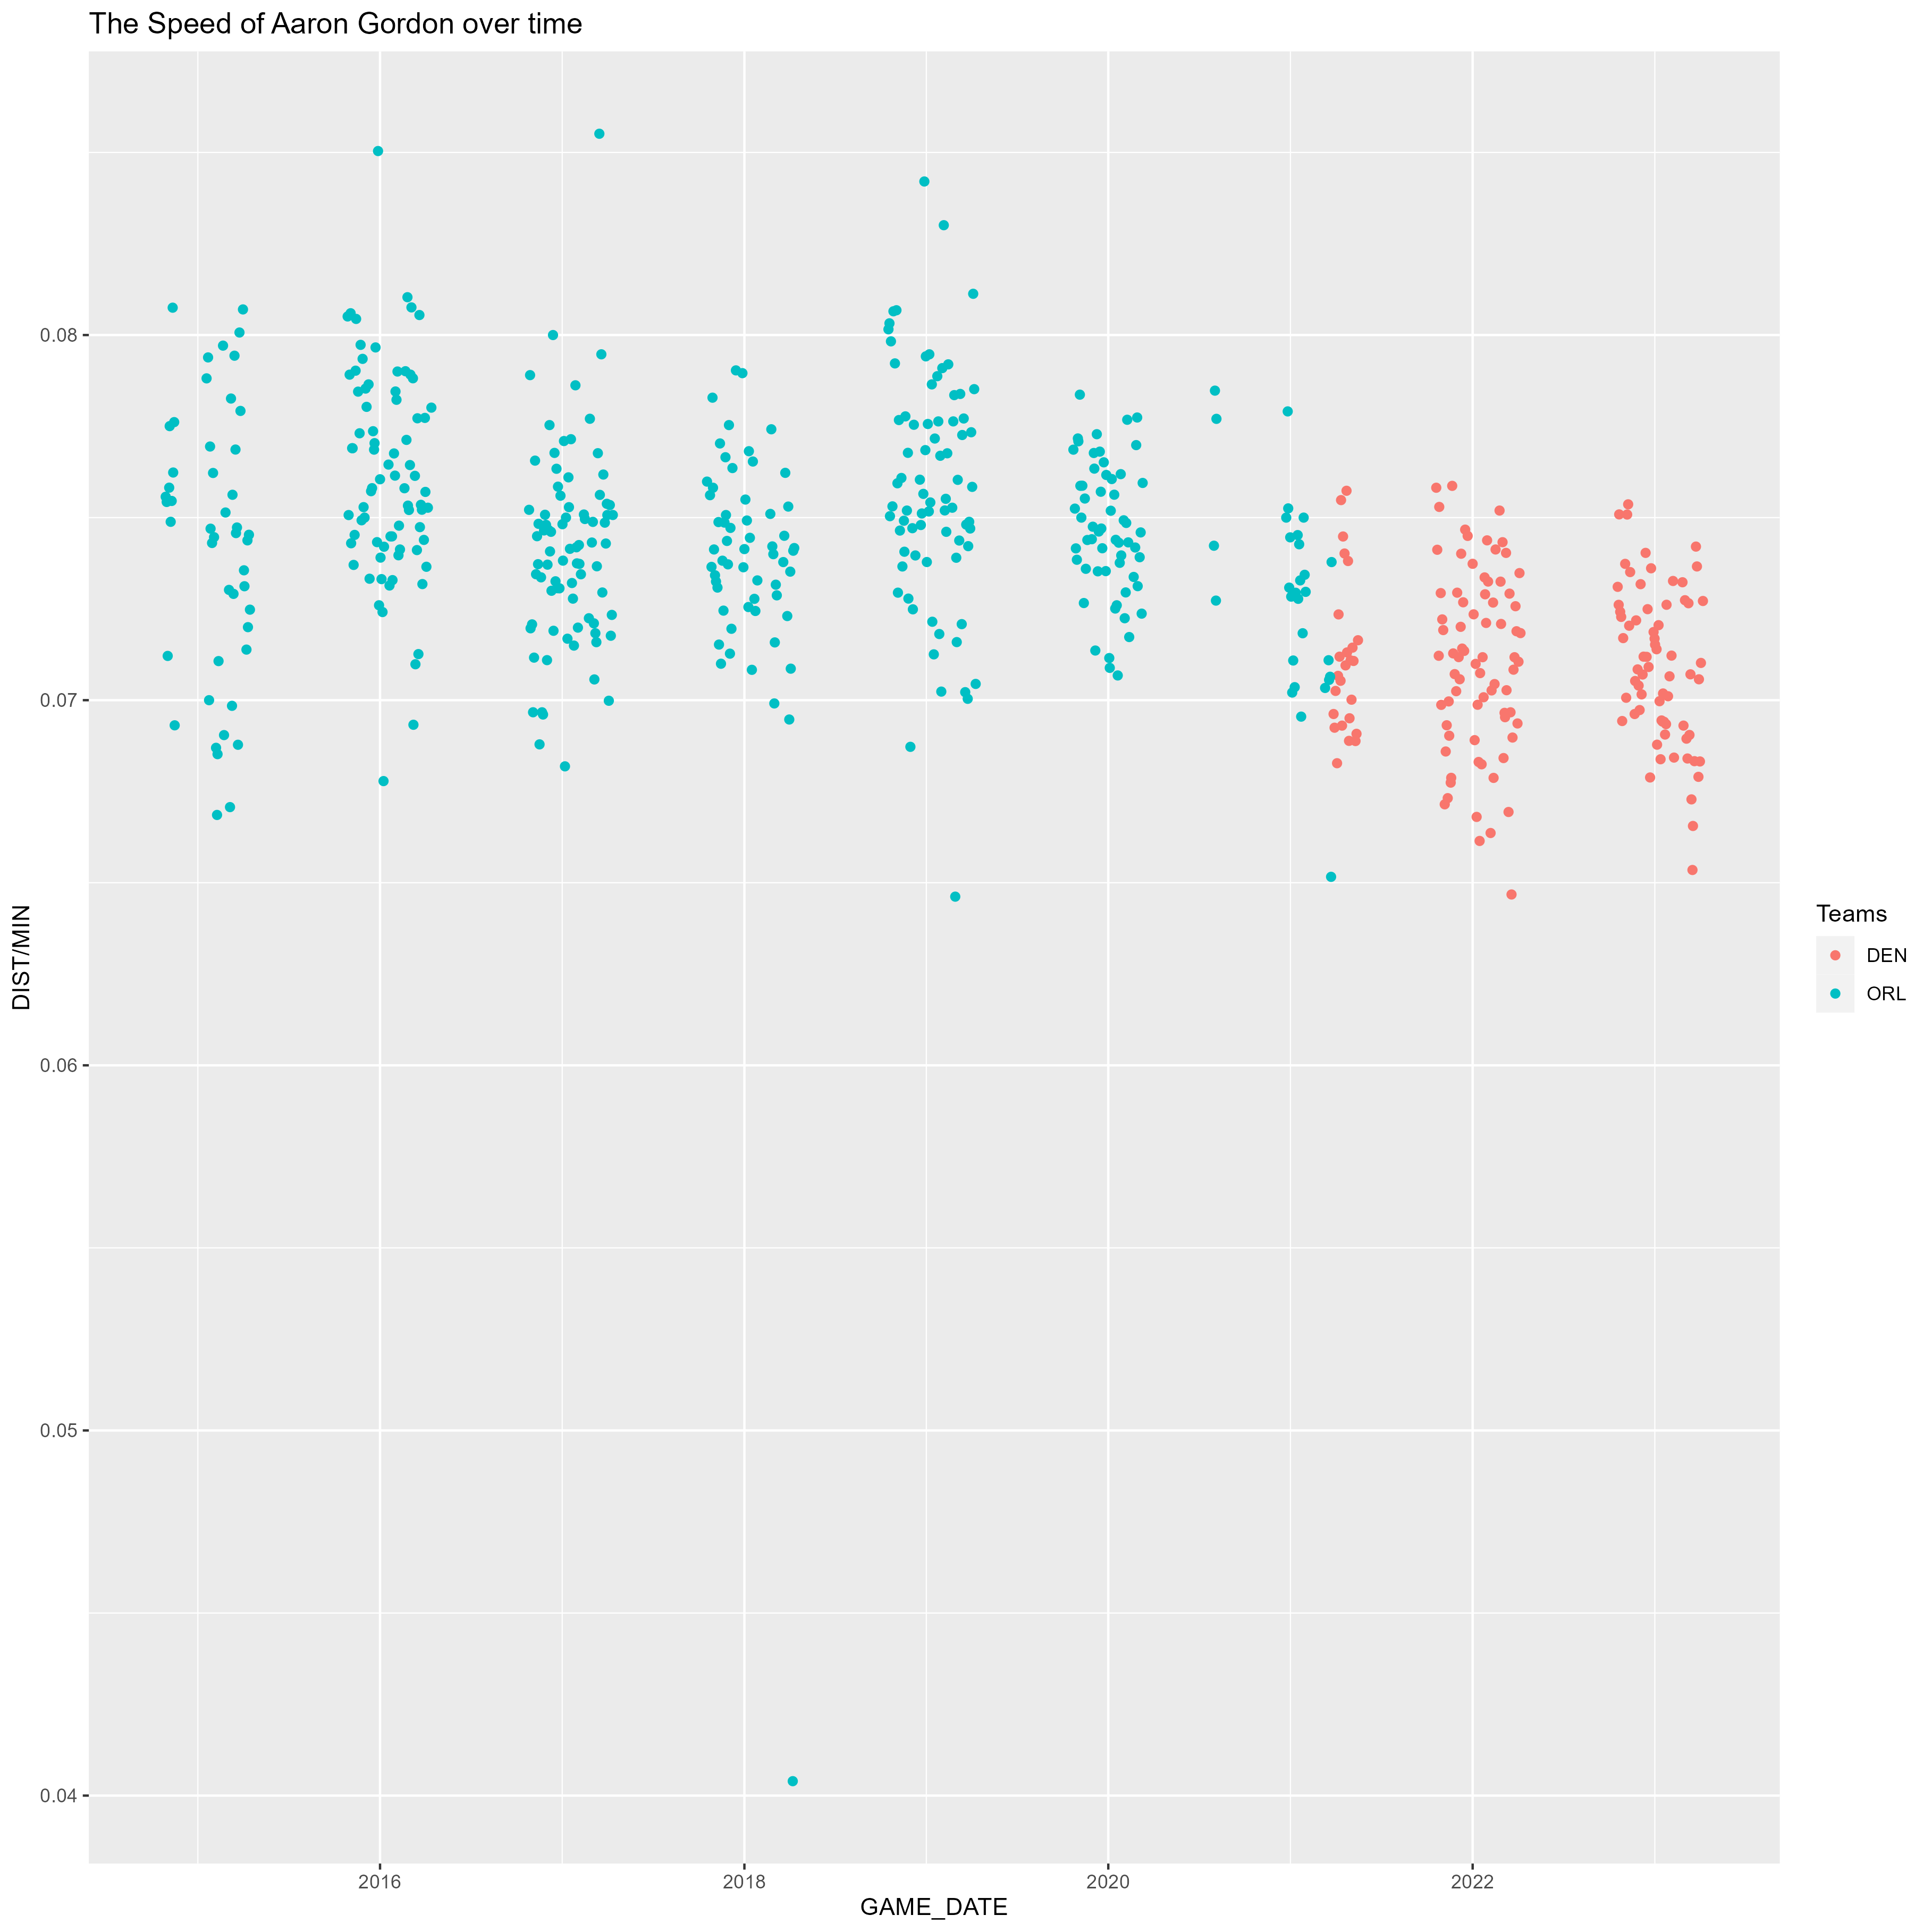 The Speed of Aaron Gordon over time
0.08
0.07
0.06
0.05
0.04
DIST/MIN
2016
2018
2020
2022
GAME_DATE
Teams
DEN
ORL